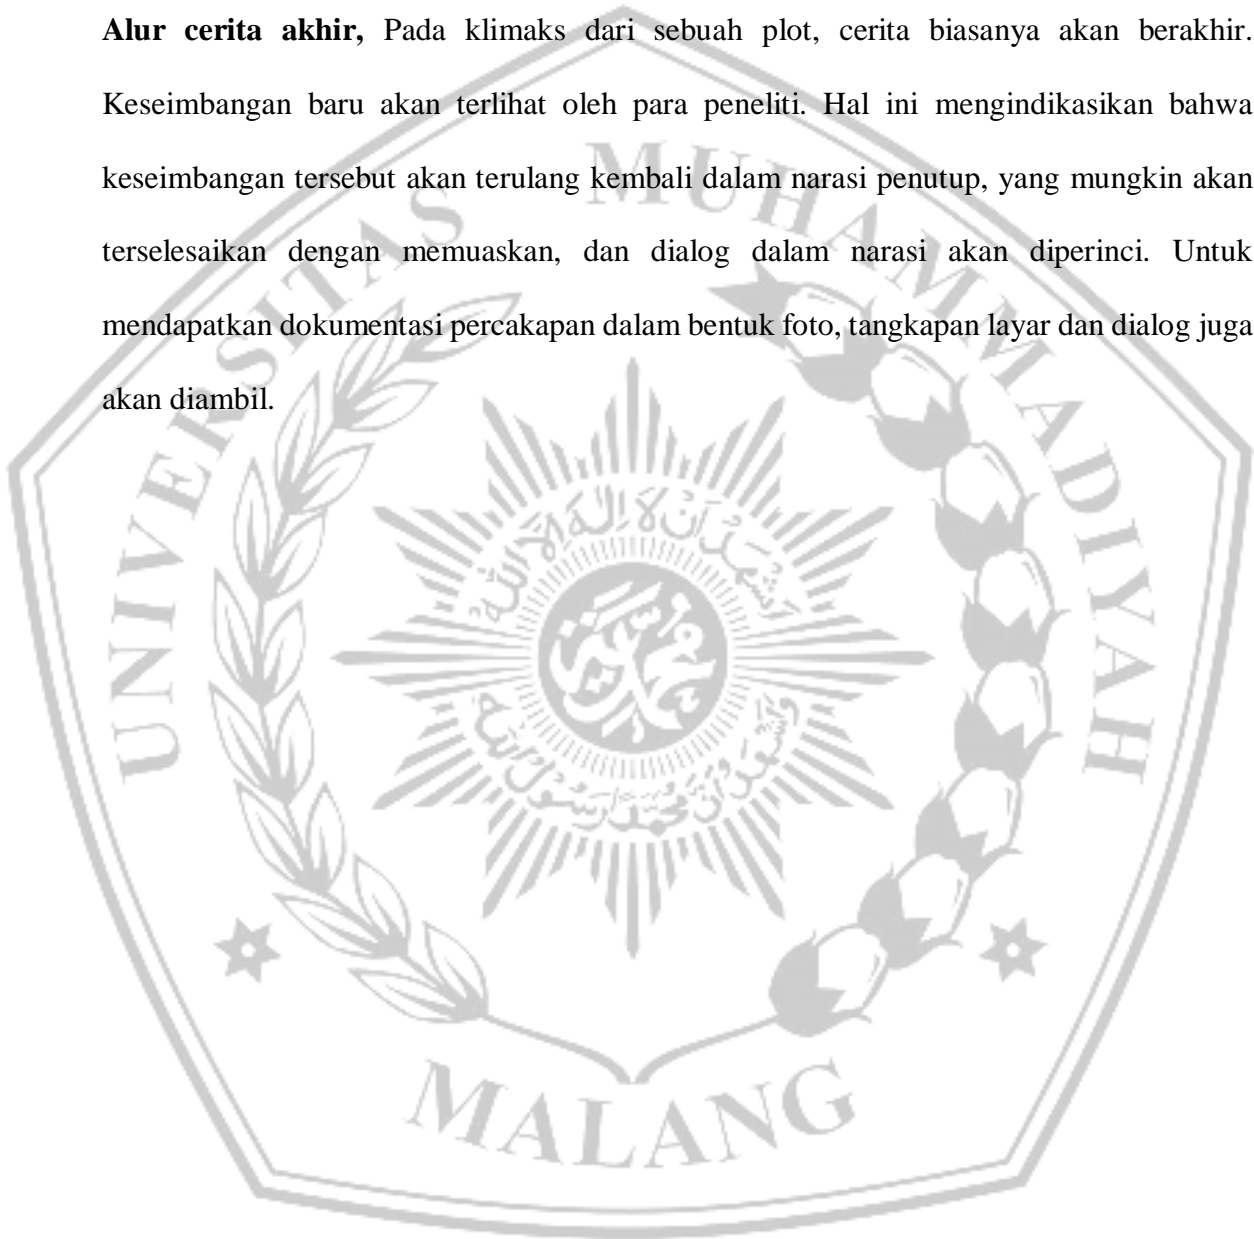 Alur cerita akhir, Pada klimaks dari sebuah plot, cerita biasanya akan berakhir.
Keseimbangan baru akan terlihat oleh para peneliti. Hal ini mengindikasikan bahwa
keseimbangan tersebut akan terulang kembali dalam narasi penutup, yang mungkin akan
terselesaikan dengan memuaskan, dan dialog dalam narasi akan diperinci. Untuk
mendapatkan dokumentasi percakapan dalam bentuk foto, tangkapan layar dan dialog juga
akan diambil.
UNIVERSITAS MUHAMMADIYAH
MALANG